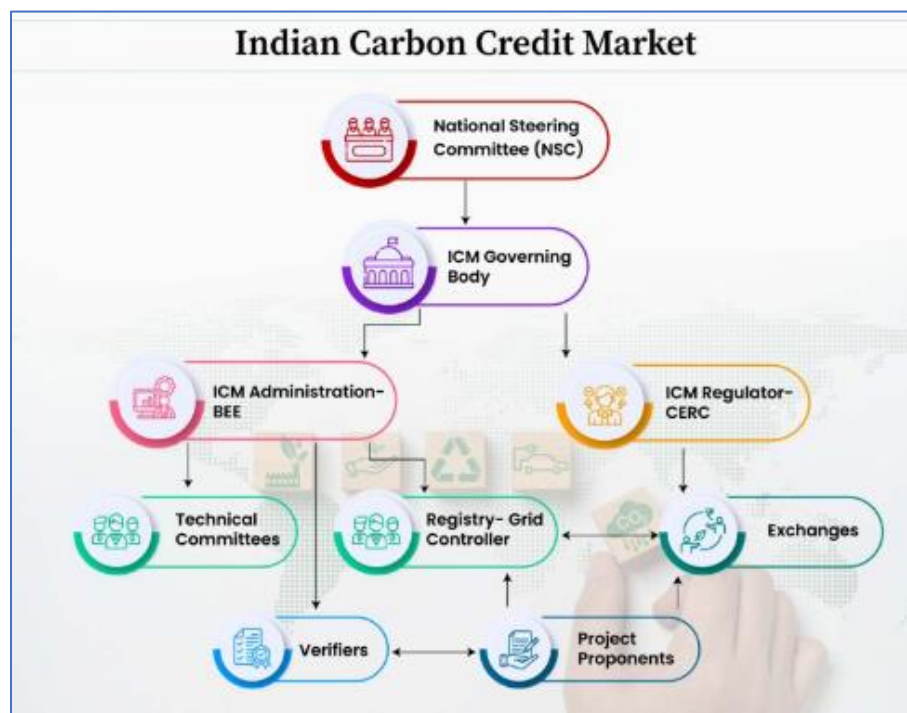 Indian Carbon Credit Market
National Steering
Committee (NSC)
ICM Governing
Body
ICM Administration-
BEE
ICM Regulator-
CERC
Technical
Committees
Registry- Grid
Controller
Exchanges
Verifiers
Project
Proponents
CO₂